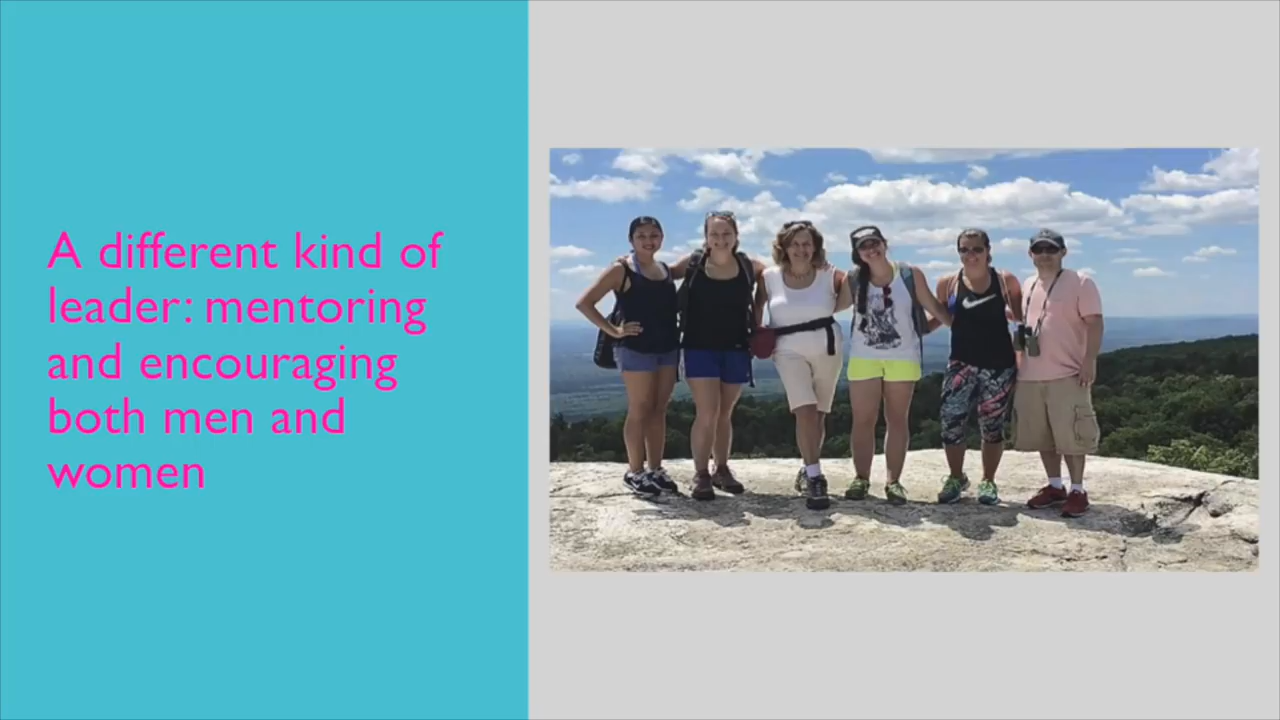 A different kind of
leader: mentoring
and encouraging
both men and
women